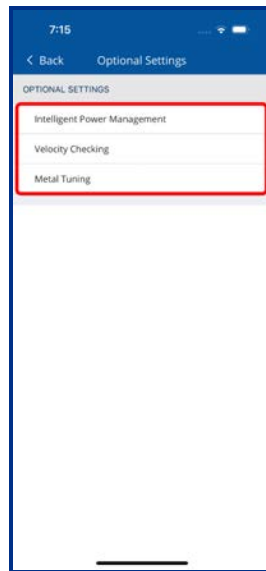 7:15
Back Optional Settings
OPTIONAL SETTINGS
Intelligent Power Management
Velocity Checking
Metal Tuning